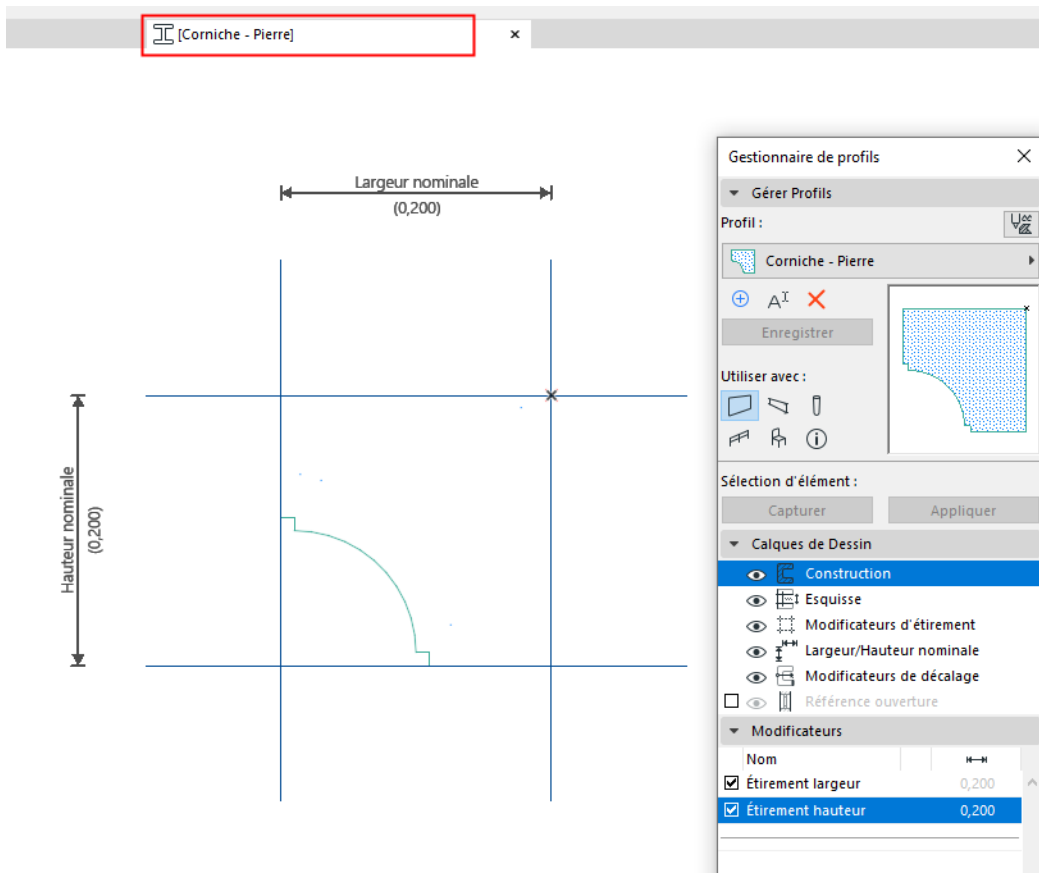 [Corniche - Pierre]
Largeur nominale
(0,200)
Hauteur nominale
(0,200)
Gestionnaire de profils
Gérer Profils
Profil :
Corniche - Pierre
Enregistrer
Utiliser avec :
Sélection d'élément :
Capturer Appliquer
Calques de Dessin
Construction
Esquisse
Modificateurs d'étirement
Largeur/Hauteur nominale
Modificateurs de décalage
Référence ouverture
Modificateurs
Nom
Étirement largeur 0,200
Étirement hauteur 0,200